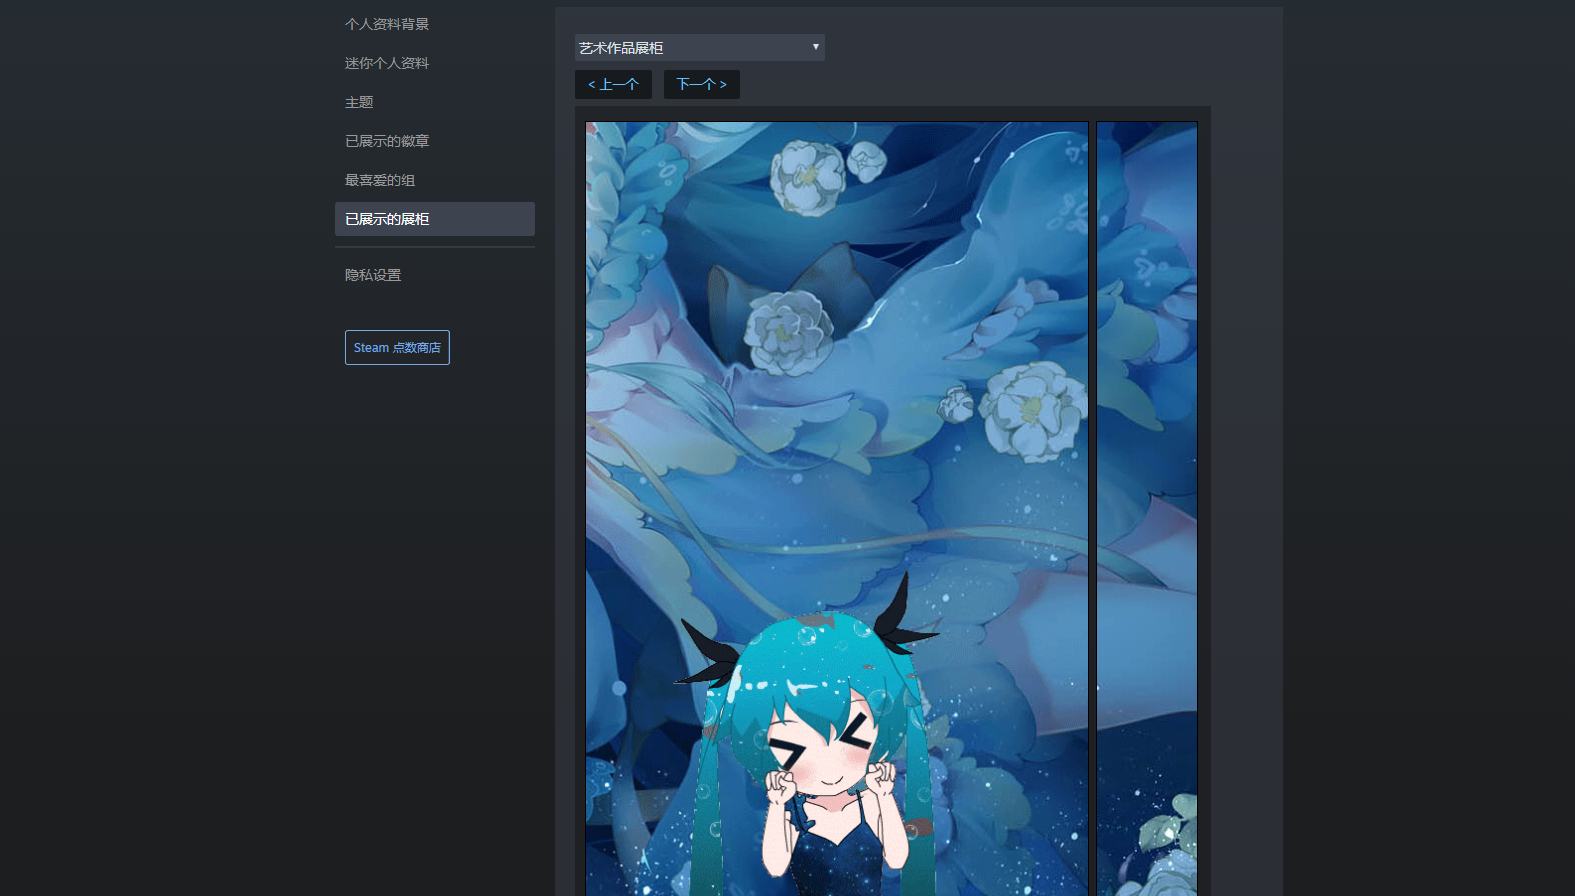 个人资料背景
迷你个人资料
主题
已展示的徽章
最喜爱的组
已展示的展柜
隐私设置
Steam 点数商店
艺术作品展柜
< 上一个
下一个 >